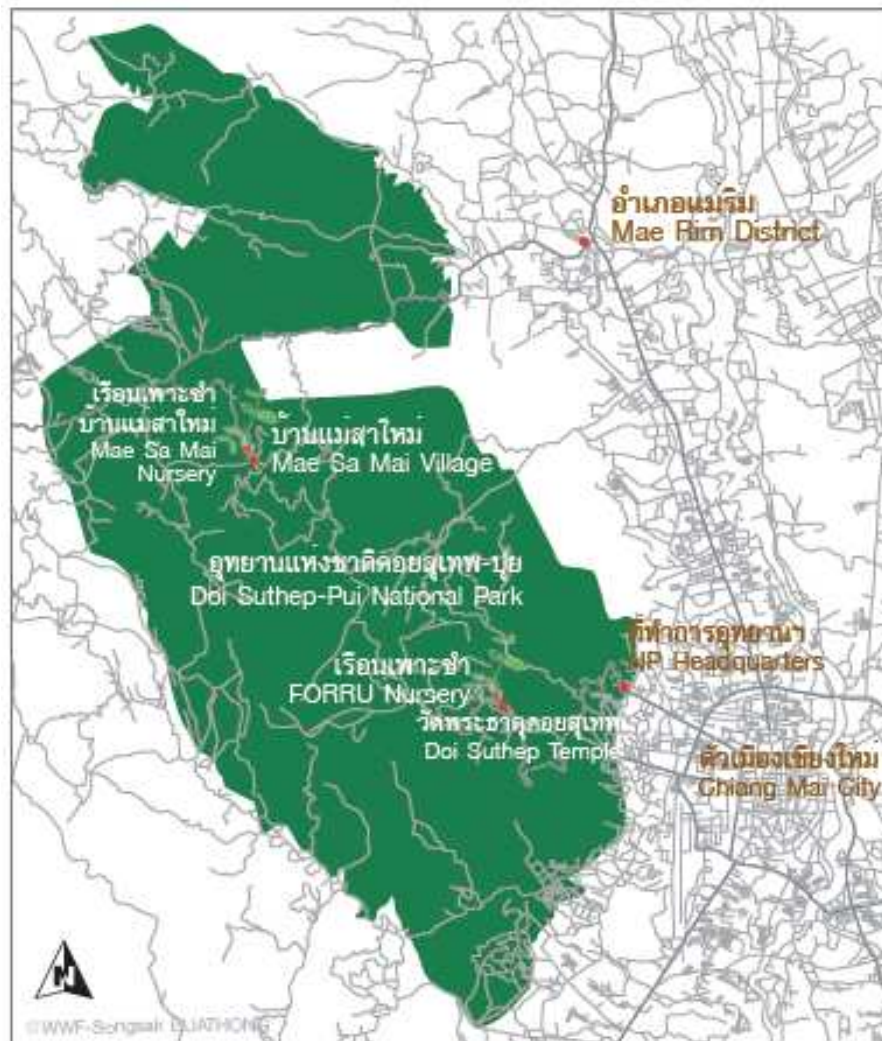 อำเภอแม่ริม
Mae Rim District
เรือนเพาะชำ
บ้านแม่สาใหม่
Mae Sa Mai
Nursery
บ้านแม่สาใหม่
Mae Sa Mai Village
อุทยานแห่งชาติดอยสุเทพ-ปุย
Doi Suthep-Pui National Park
ที่ทำการอุทยานฯ
NP Headquarters
เรือนเพาะชำ
FORRU Nursery
วัดพระธาตุดอยสุเทพ
Doi Suthep Temple
ตัวเมืองเชียงใหม่
Chiang Mai City
N
©WWF-Songsak